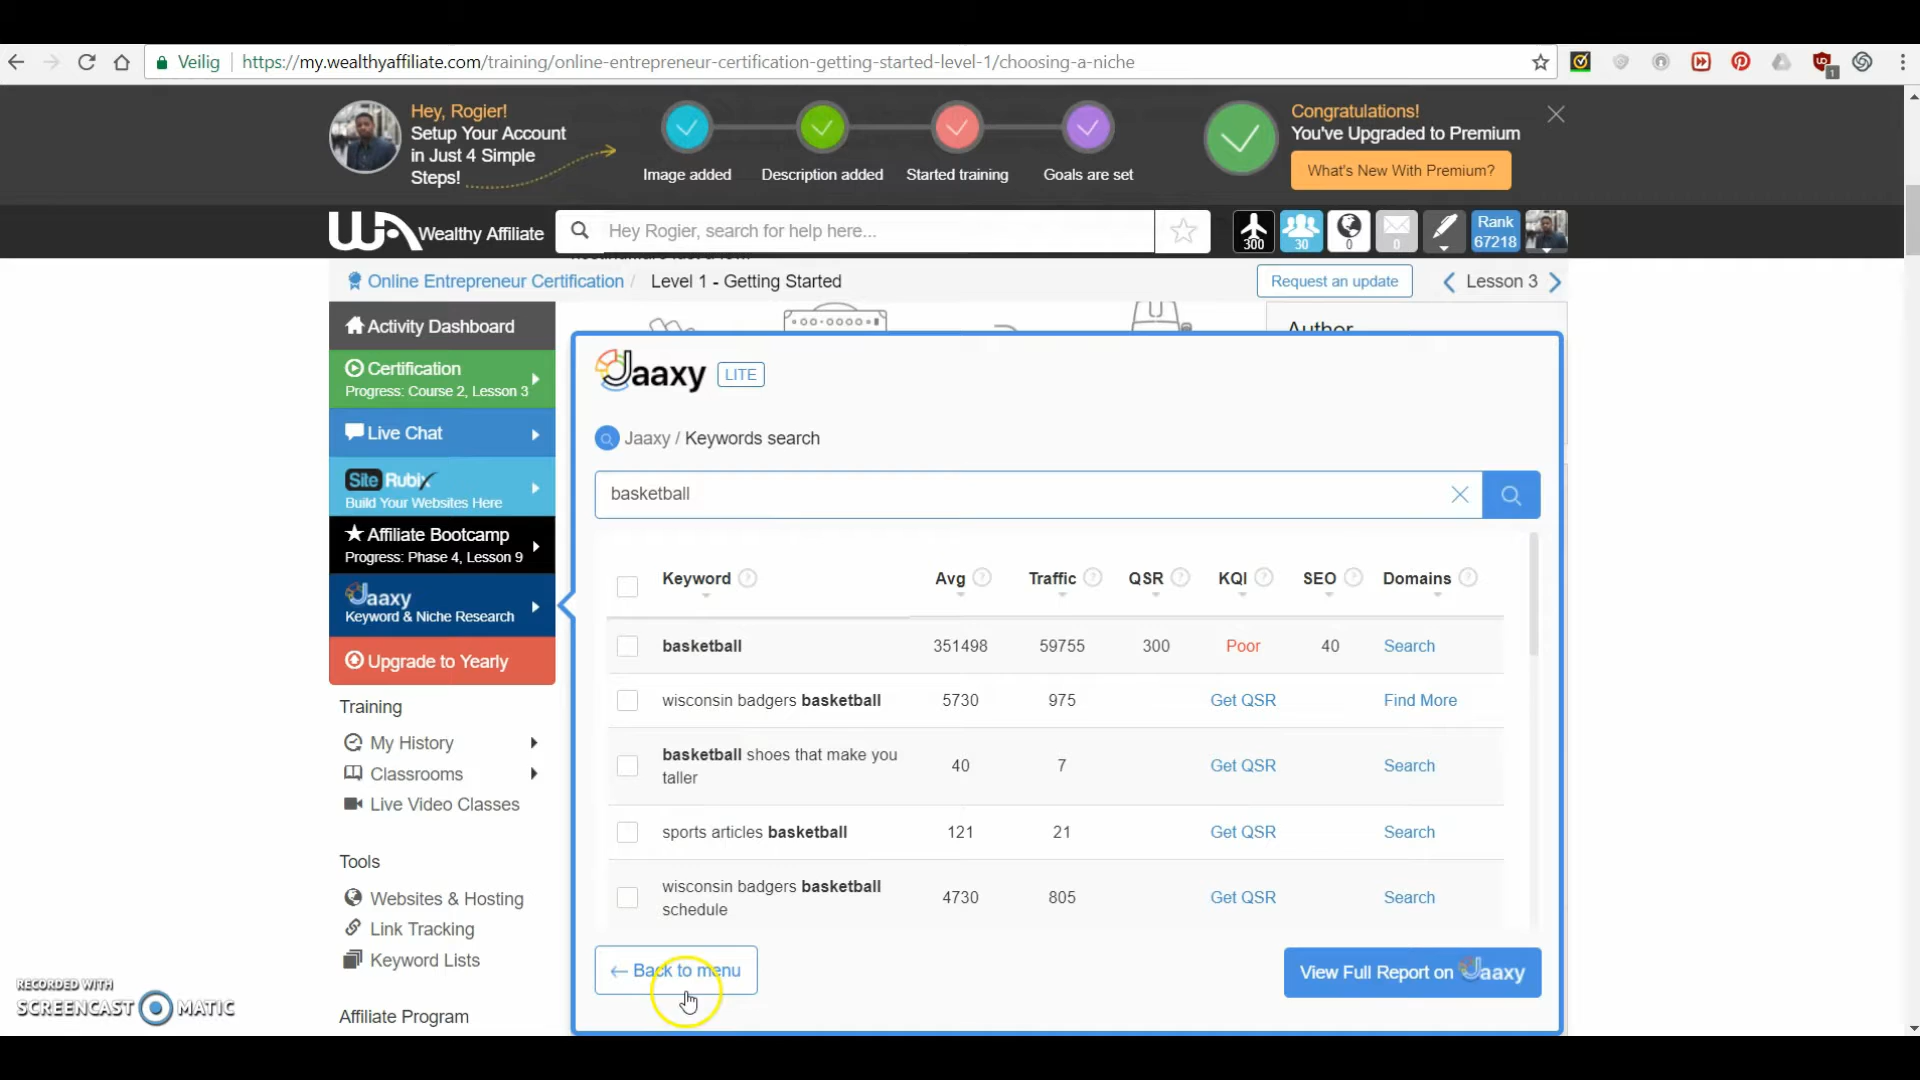 Veilig
https://my.wealthyaffiliate.com/training/online-entrepreneur-certification-getting-started-level-1/choosing-a-niche
1
Hey, Rogier!
Setup Your Account
in Just 4 Simple
Steps!
Image added
Description added
Started training
Goals are set
Congratulations!
You've Upgraded to Premium
What's New With Premium?
WA Wealthy Affiliate
Hey Rogier, search for help here...
300
30
0
0
Rank
67218
Online Entrepreneur Certification / Level 1 - Getting Started
Request an update
Lesson 3
Activity Dashboard
Certification
Progress: Course 2, Lesson 3
Live Chat
Site Rubix
Build Your Websites Here
Affiliate Bootcamp
Progress: Phase 4, Lesson 9
Jaaxy
Keyword & Niche Research
Upgrade to Yearly
Training
My History
Classrooms
Live Video Classes
Tools
Websites & Hosting
Link Tracking
Keyword Lists
Affiliate Program
Author
Jaaxy LITE
Jaaxy / Keywords search
basketball
Keyword ? Avg ? Traffic ? QSR ? KQI ? SEO ? Domains ?
basketball 351498 59755 300 Poor 40 Search
wisconsin badgers basketball 5730 975 Get QSR Find More
basketball shoes that make you
taller 40 7 Get QSR Search
sports articles basketball 121 21 Get QSR Search
wisconsin badgers basketball
schedule 4730 805 Get QSR Search
← Back to menu
View Full Report on Jaaxy
RECORDED WITH
SCREENCAST MATIC